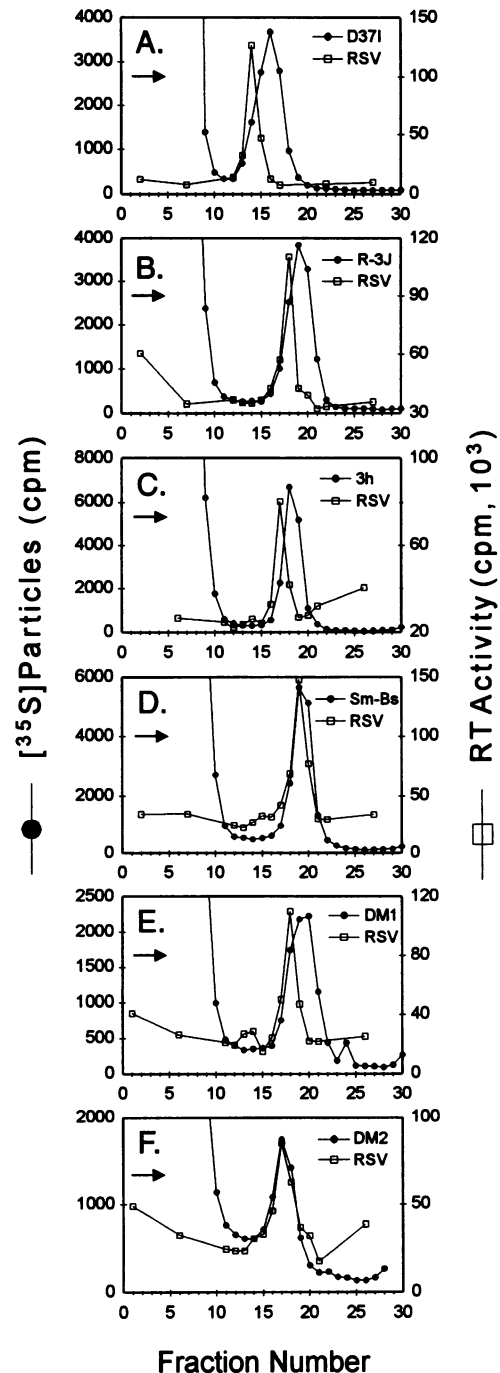 A.
D37I
RSV
4000
3000
2000
1000
0
150
100
50
0
0 5 10 15 20 25 30
B.
R-3J
RSV
4000
3000
2000
1000
0
120
90
60
30
0 5 10 15 20 25 30
C.
3h
RSV
8000
6000
4000
2000
0
100
60
40
20
0 5 10 15 20 25 30
D.
Sm-Bs
RSV
6000
4000
2000
0
150
100
50
0
0 5 10 15 20 25 30
E.
DM1
RSV
2500
2000
1500
1000
500
0
120
80
40
0
0 5 10 15 20 25 30
F.
DM2
RSV
2000
1000
0
100
50
0
0 5 10 15 20 25 30
[³⁵S]Particles (cpm)
RT Activity (cpm, 10³)
Fraction Number